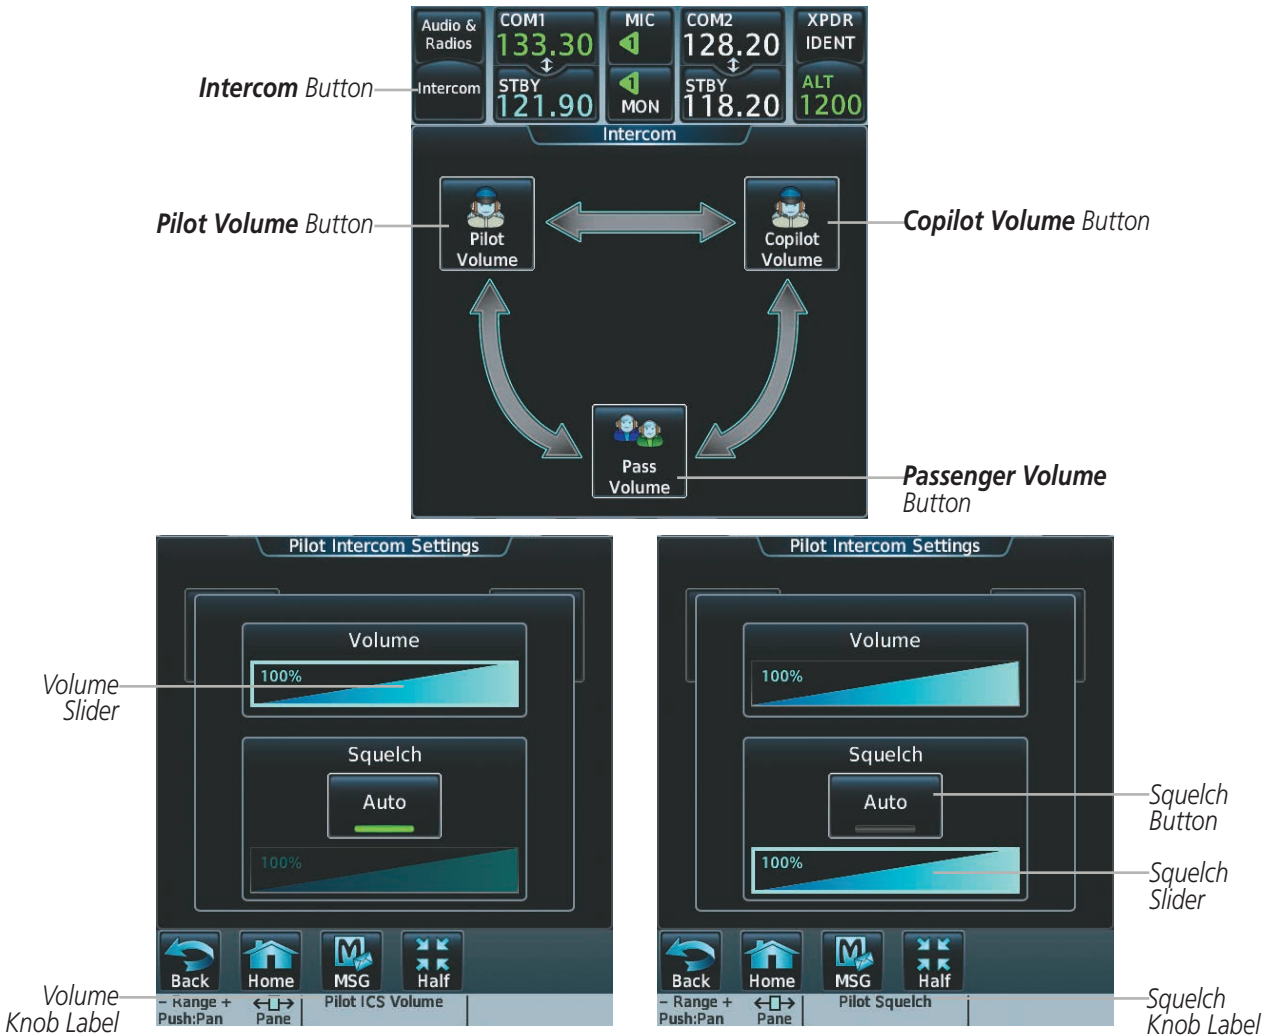 Audio & Radios
COM1 133.30
MIC 1
COM2 128.20
XPDR IDENT
Intercom Button
Intercom
STBY 121.90
1 MON
STBY 118.20
ALT 1200
Intercom
Pilot Volume Button
Pilot Volume
Copilot Volume
Copilot Volume Button
Pass Volume
Passenger Volume
Button
Pilot Intercom Settings
Volume
100%
Volume
Slider
Squelch
Auto
100%
Back
Home
MSG
Half
Volume
Knob Label
– Range +
Push:Pan
Pane
Pilot ICS Volume
Pilot Intercom Settings
Volume
100%
Squelch
Auto
Squelch
Button
100%
Squelch
Slider
Back
Home
MSG
Half
– Range +
Push:Pan
Pane
Pilot Squelch
Squelch
Knob Label